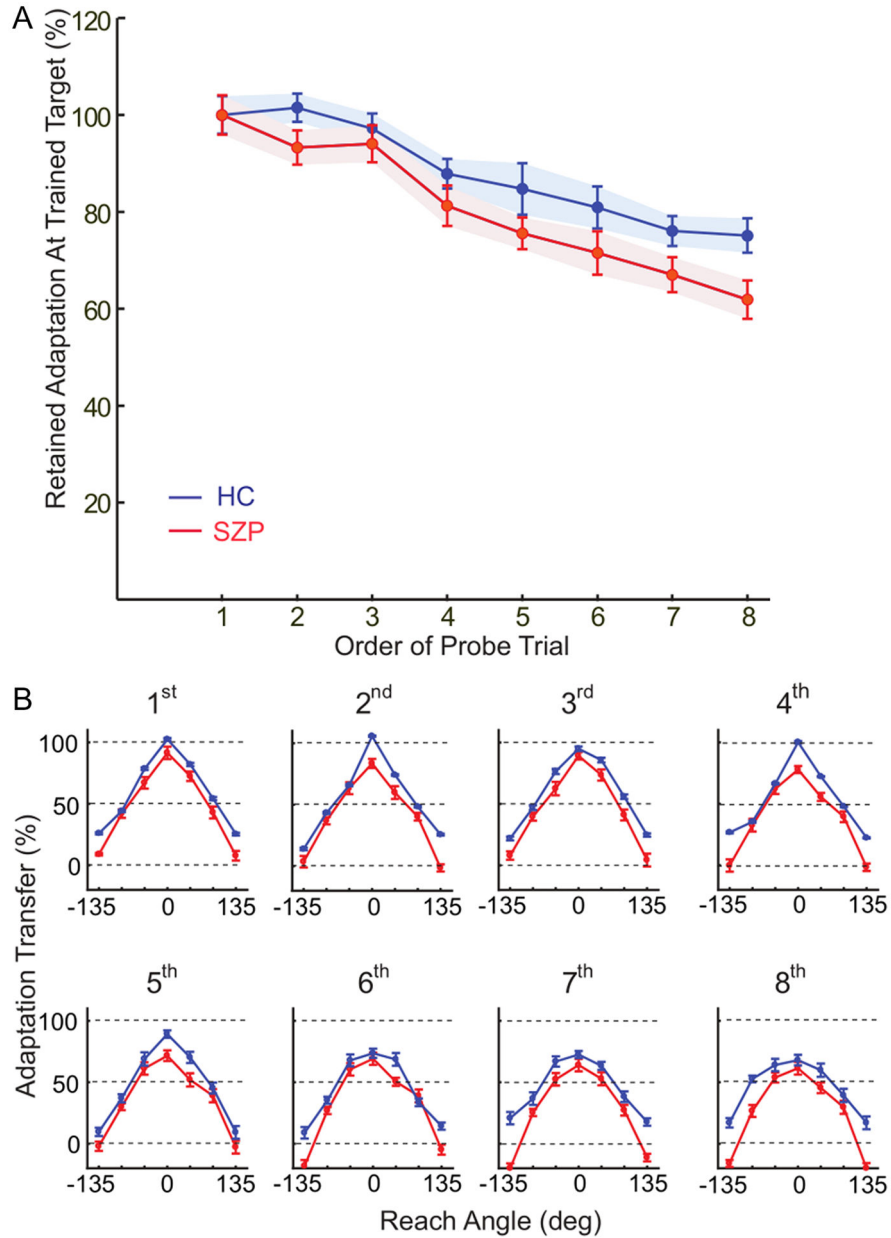 A
Retained Adaptation At Trained Target (%)
120
100
80
60
40
20
HC
SZP
1 2 3 4 5 6 7 8
Order of Probe Trial
B
1st 2nd 3rd 4th
Adaptation Transfer (%)
100
50
0
-135 0 135 -135 0 135 -135 0 135 -135 0 135
5th 6th 7th 8th
100
50
0
-135 0 135 -135 0 135 -135 0 135 -135 0 135
Reach Angle (deg)